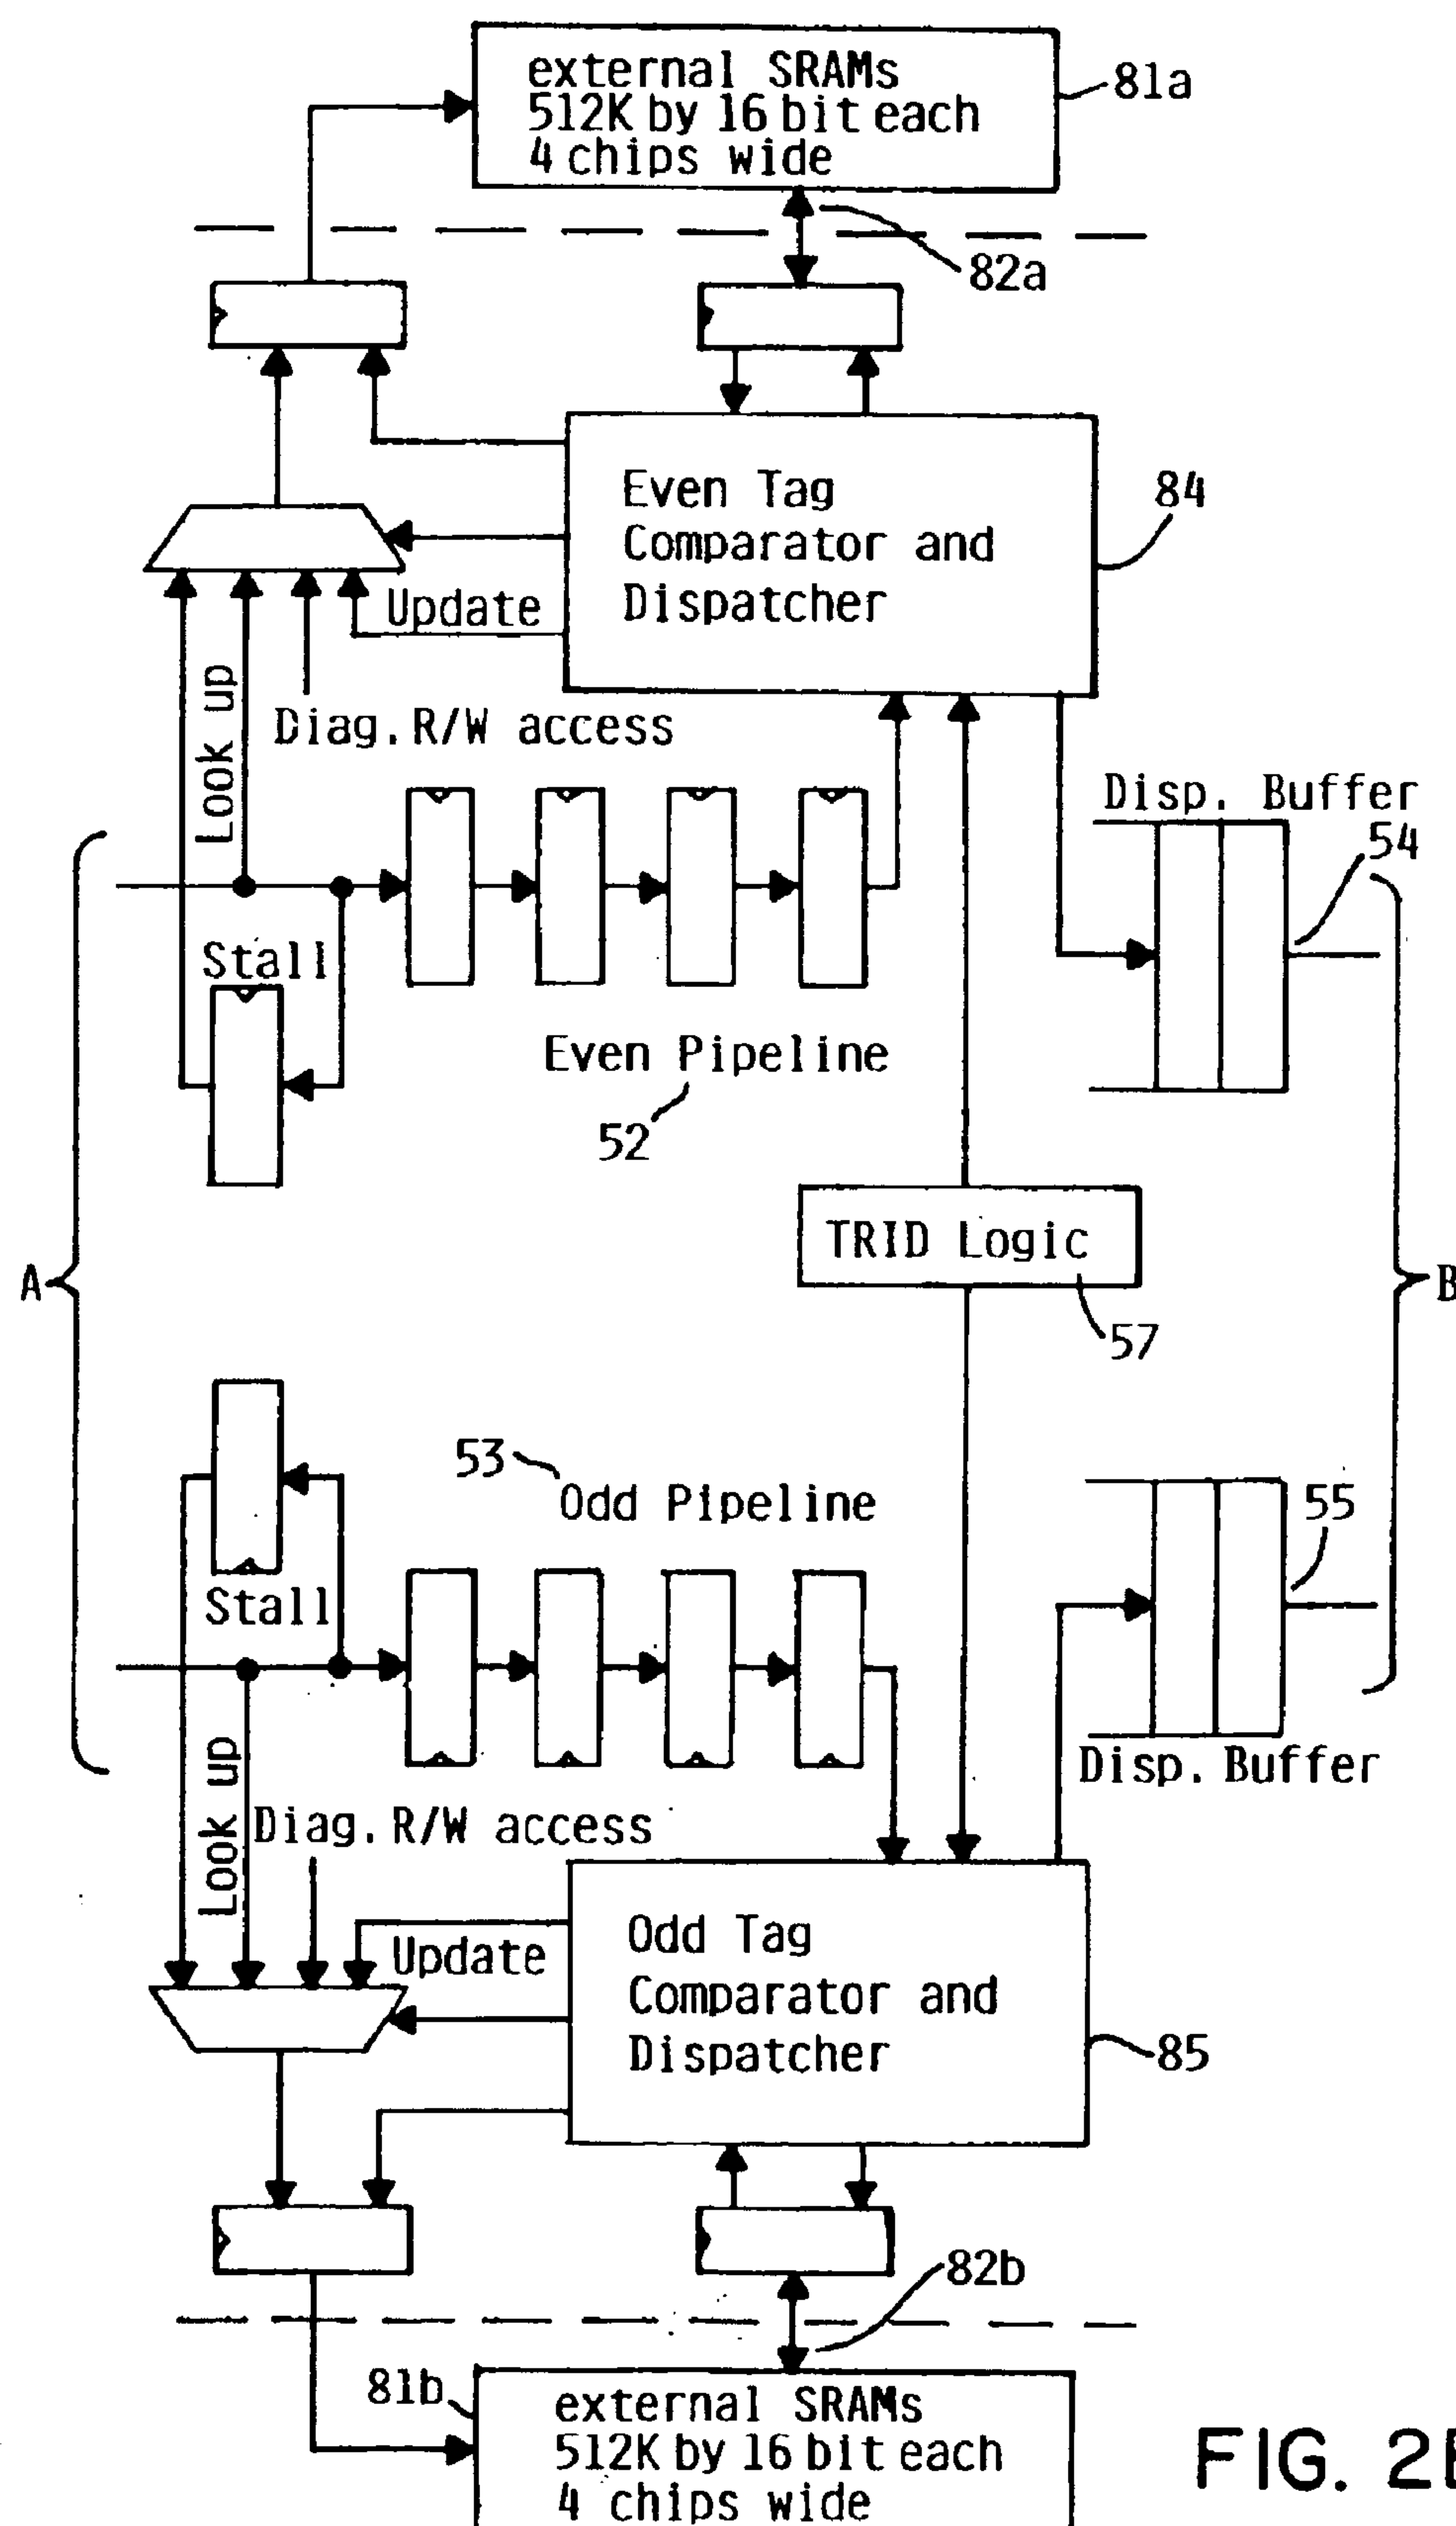 external SRAMs
512K by 16 bit each
4 chips wide
81a
82a
Even Tag
Comparator and
Dispatcher
84
Update
Look up
Diag. R/W access
Disp. Buffer
54
Stall
Even Pipeline
52
TRID Logic
A
B
57
53
Odd Pipeline
55
Stall
Disp. Buffer
Look up
Diag. R/W access
Update
Odd Tag
Comparator and
Dispatcher
85
82b
81b
external SRAMs
512K by 16 bit each
4 chips wide
FIG. 2